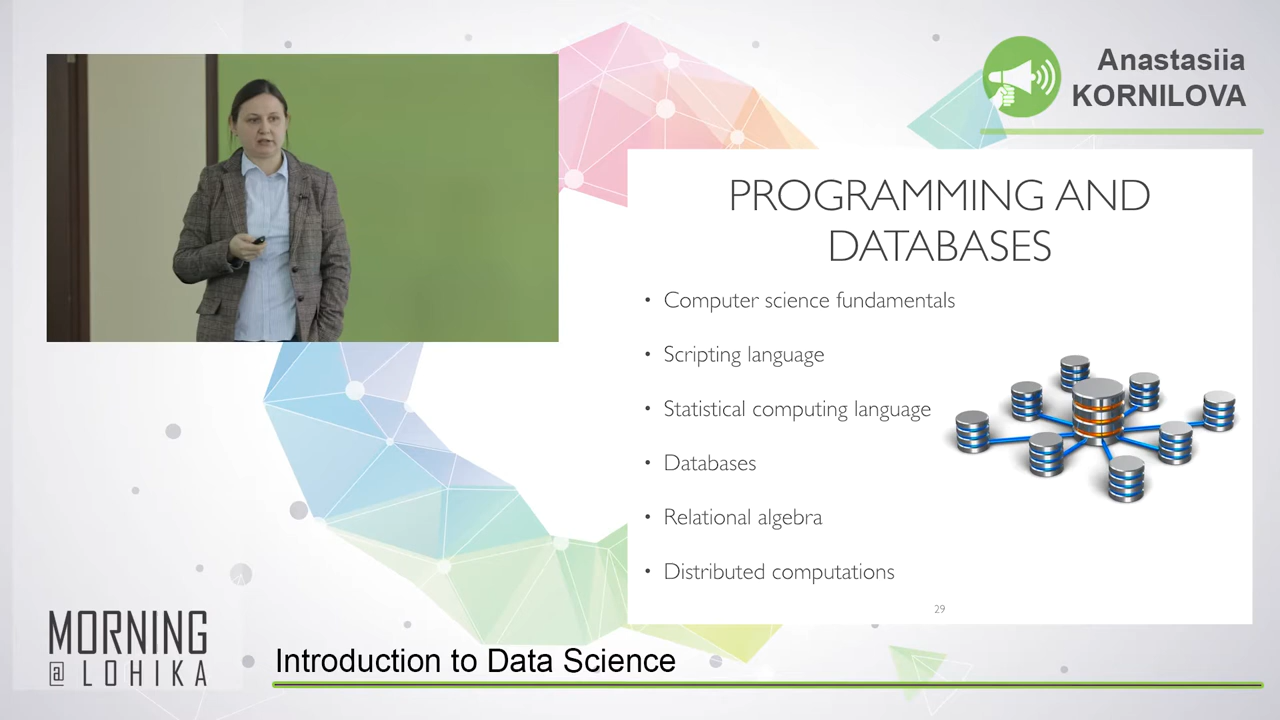 Anastasiia
KORNILOVA
PROGRAMMING AND
DATABASES
• Computer science fundamentals
• Scripting language
• Statistical computing language
• Databases
• Relational algebra
• Distributed computations
29
MORNING
@ LOHIKA
Introduction to Data Science